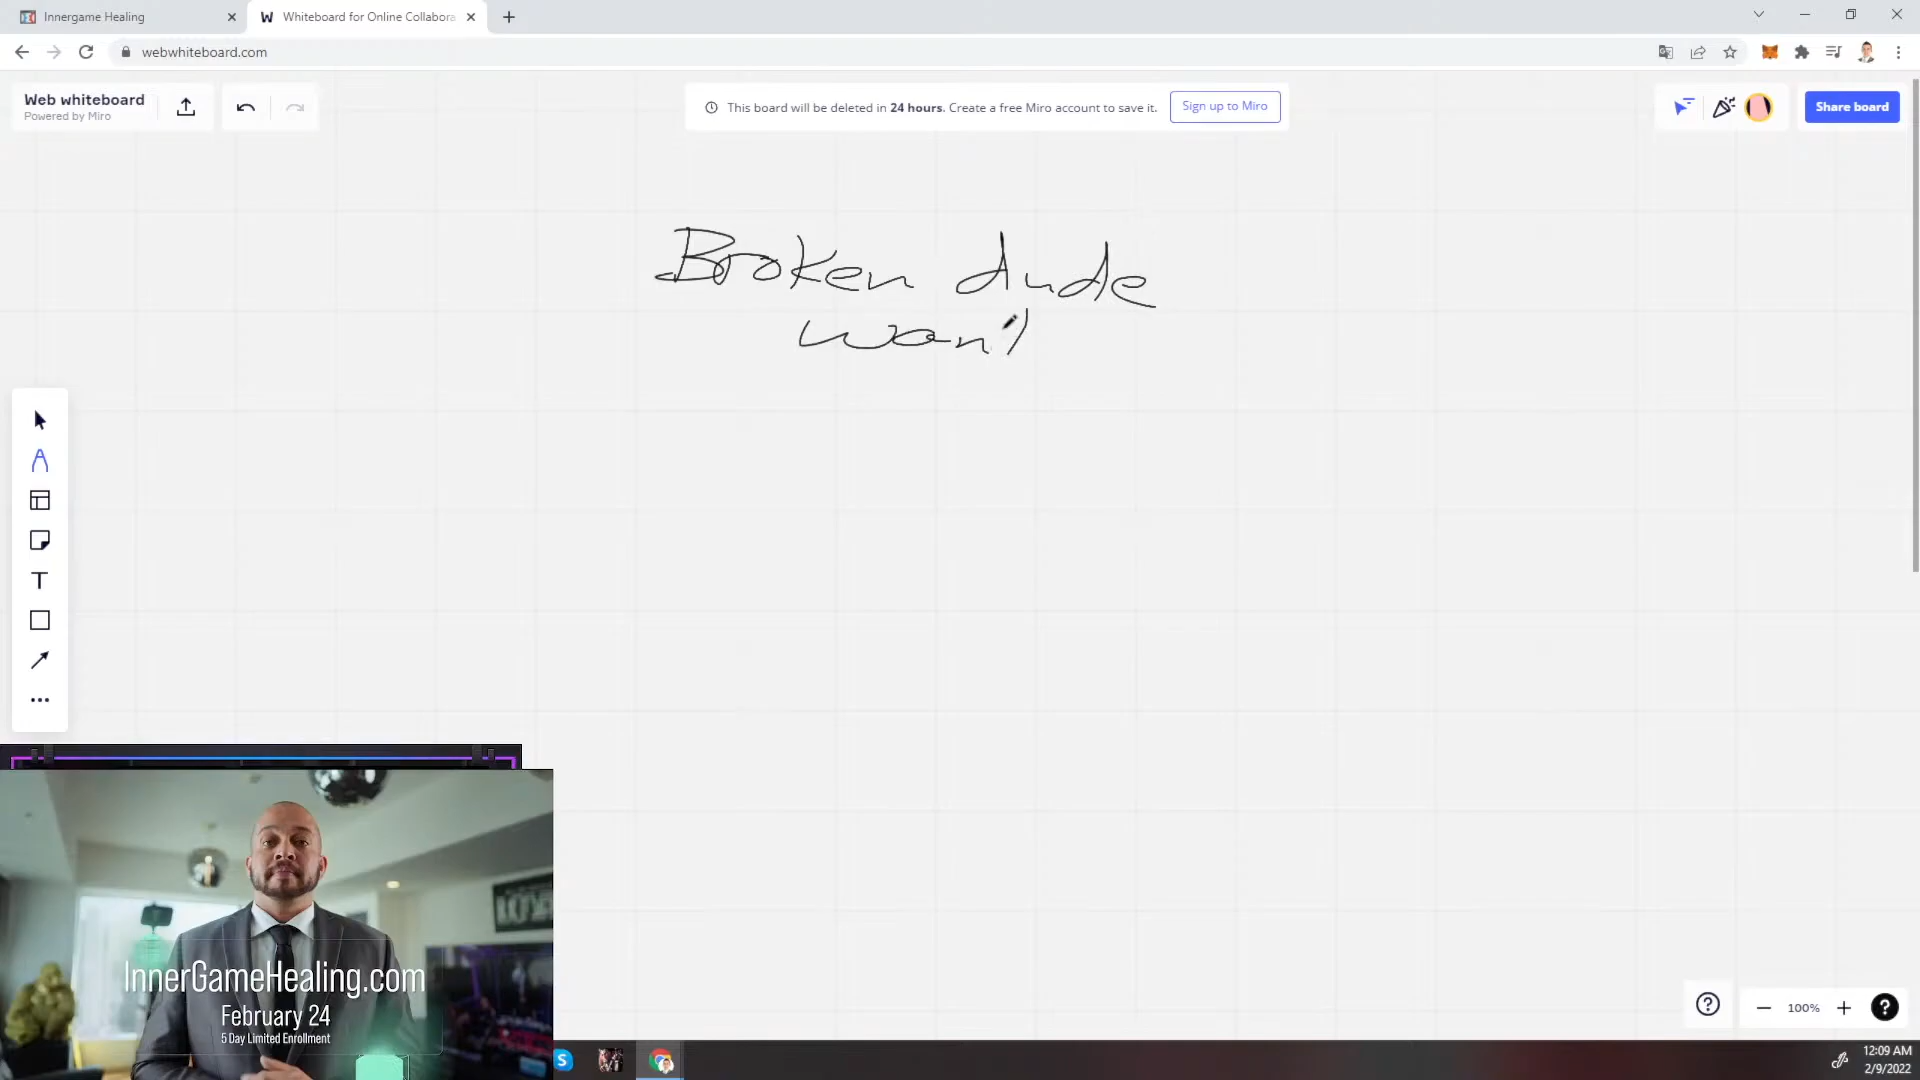 Innergame Healing
Whiteboard for Online Collabora
webwhiteboard.com
Web whiteboard
Powered by Miro
This board will be deleted in 24 hours. Create a free Miro account to save it.
Sign up to Miro
Share board
Broken dude
want
T
InnerGameHealing.com
February 24
5 Day Limited Enrollment
100%
12:09 AM
2/9/2022